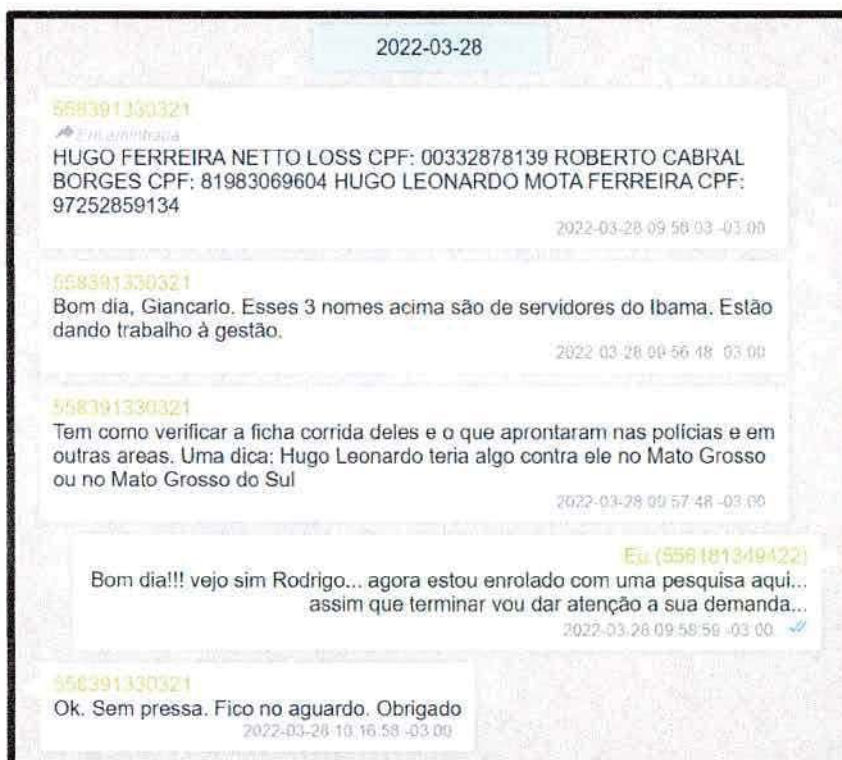 2022-03-28
558391330321
Encaminhada
HUGO FERREIRA NETTO LOSS CPF: 00332878139 ROBERTO CABRAL
BORGES CPF: 81983069604 HUGO LEONARDO MOTA FERREIRA CPF:
97252859134
2022-03-28 09:56:03 -03:00
558391330321
Bom dia, Giancarlo. Esses 3 nomes acima são de servidores do Ibama. Estão
dando trabalho à gestão.
2022-03-28 09:56:48 -03:00
558391330321
Tem como verificar a ficha corrida deles e o que aprontaram nas polícias e em
outras areas. Uma dica: Hugo Leonardo teria algo contra ele no Mato Grosso
ou no Mato Grosso do Sul
2022-03-28 09:57:48 -03:00
Eu (556181349422)
Bom dia!!! vejo sim Rodrigo... agora estou enrolado com uma pesquisa aqui...
assim que terminar vou dar atenção a sua demanda...
2022-03-28 09:58:59 -03:00
558391330321
Ok. Sem pressa. Fico no aguardo. Obrigado
2022-03-28 10:16:58 -03:00